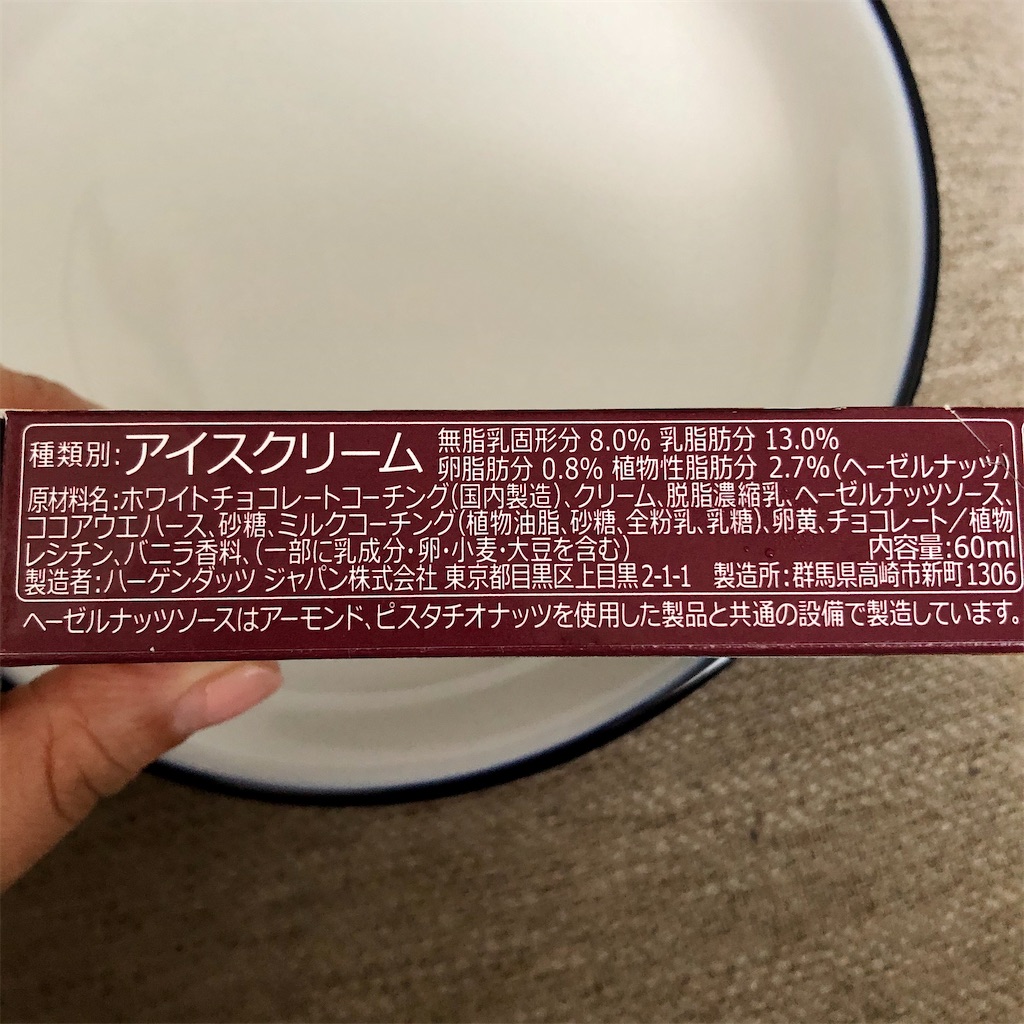 種類別:アイスクリーム 無脂乳固形分 8.0% 乳脂肪分 13.0%
卵脂肪分 0.8% 植物性脂肪分 2.7%(ヘーゼルナッツ)
原材料名:ホワイトチョコレートコーチング(国内製造)、クリーム、脱脂濃縮乳、ヘーゼルナッツソース、
ココアウエハース、砂糖、ミルクコーチング(植物油脂、砂糖、全粉乳、乳糖)、卵黄、チョコレート/植物
レシチン、バニラ香料、(一部に乳成分・卵・小麦・大豆を含む) 内容量:60ml
製造者:ハーゲンダッツ ジャパン株式会社 東京都目黒区上目黒2-1-1 製造所:群馬県高崎市新町1306
ヘーゼルナッツソースはアーモンド、ピスタチオナッツを使用した製品と共通の設備で製造しています。